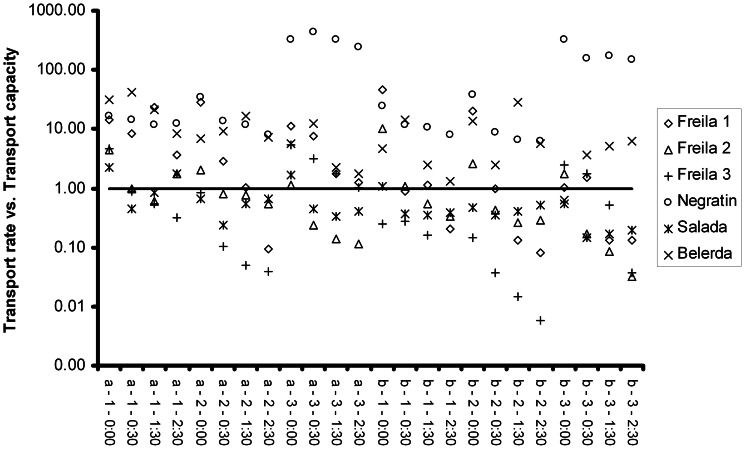 Transport rate vs. Transport capacity
1000.00
100.00
10.00
1.00
0.10
0.01
0.00
a - 1 - 0:00
a - 1 - 0:30
a - 1 - 1:30
a - 1 - 2:30
a - 2 - 0:00
a - 2 - 0:30
a - 2 - 1:30
a - 2 - 2:30
a - 3 - 0:00
a - 3 - 0:30
a - 3 - 1:30
a - 3 - 2:30
b - 1 - 0:00
b - 1 - 0:30
b - 1 - 1:30
b - 1 - 2:30
b - 2 - 0:00
b - 2 - 0:30
b - 2 - 1:30
b - 2 - 2:30
b - 3 - 0:00
b - 3 - 0:30
b - 3 - 1:30
b - 3 - 2:30
Freila 1
Freila 2
Freila 3
Negratin
Salada
Belerda